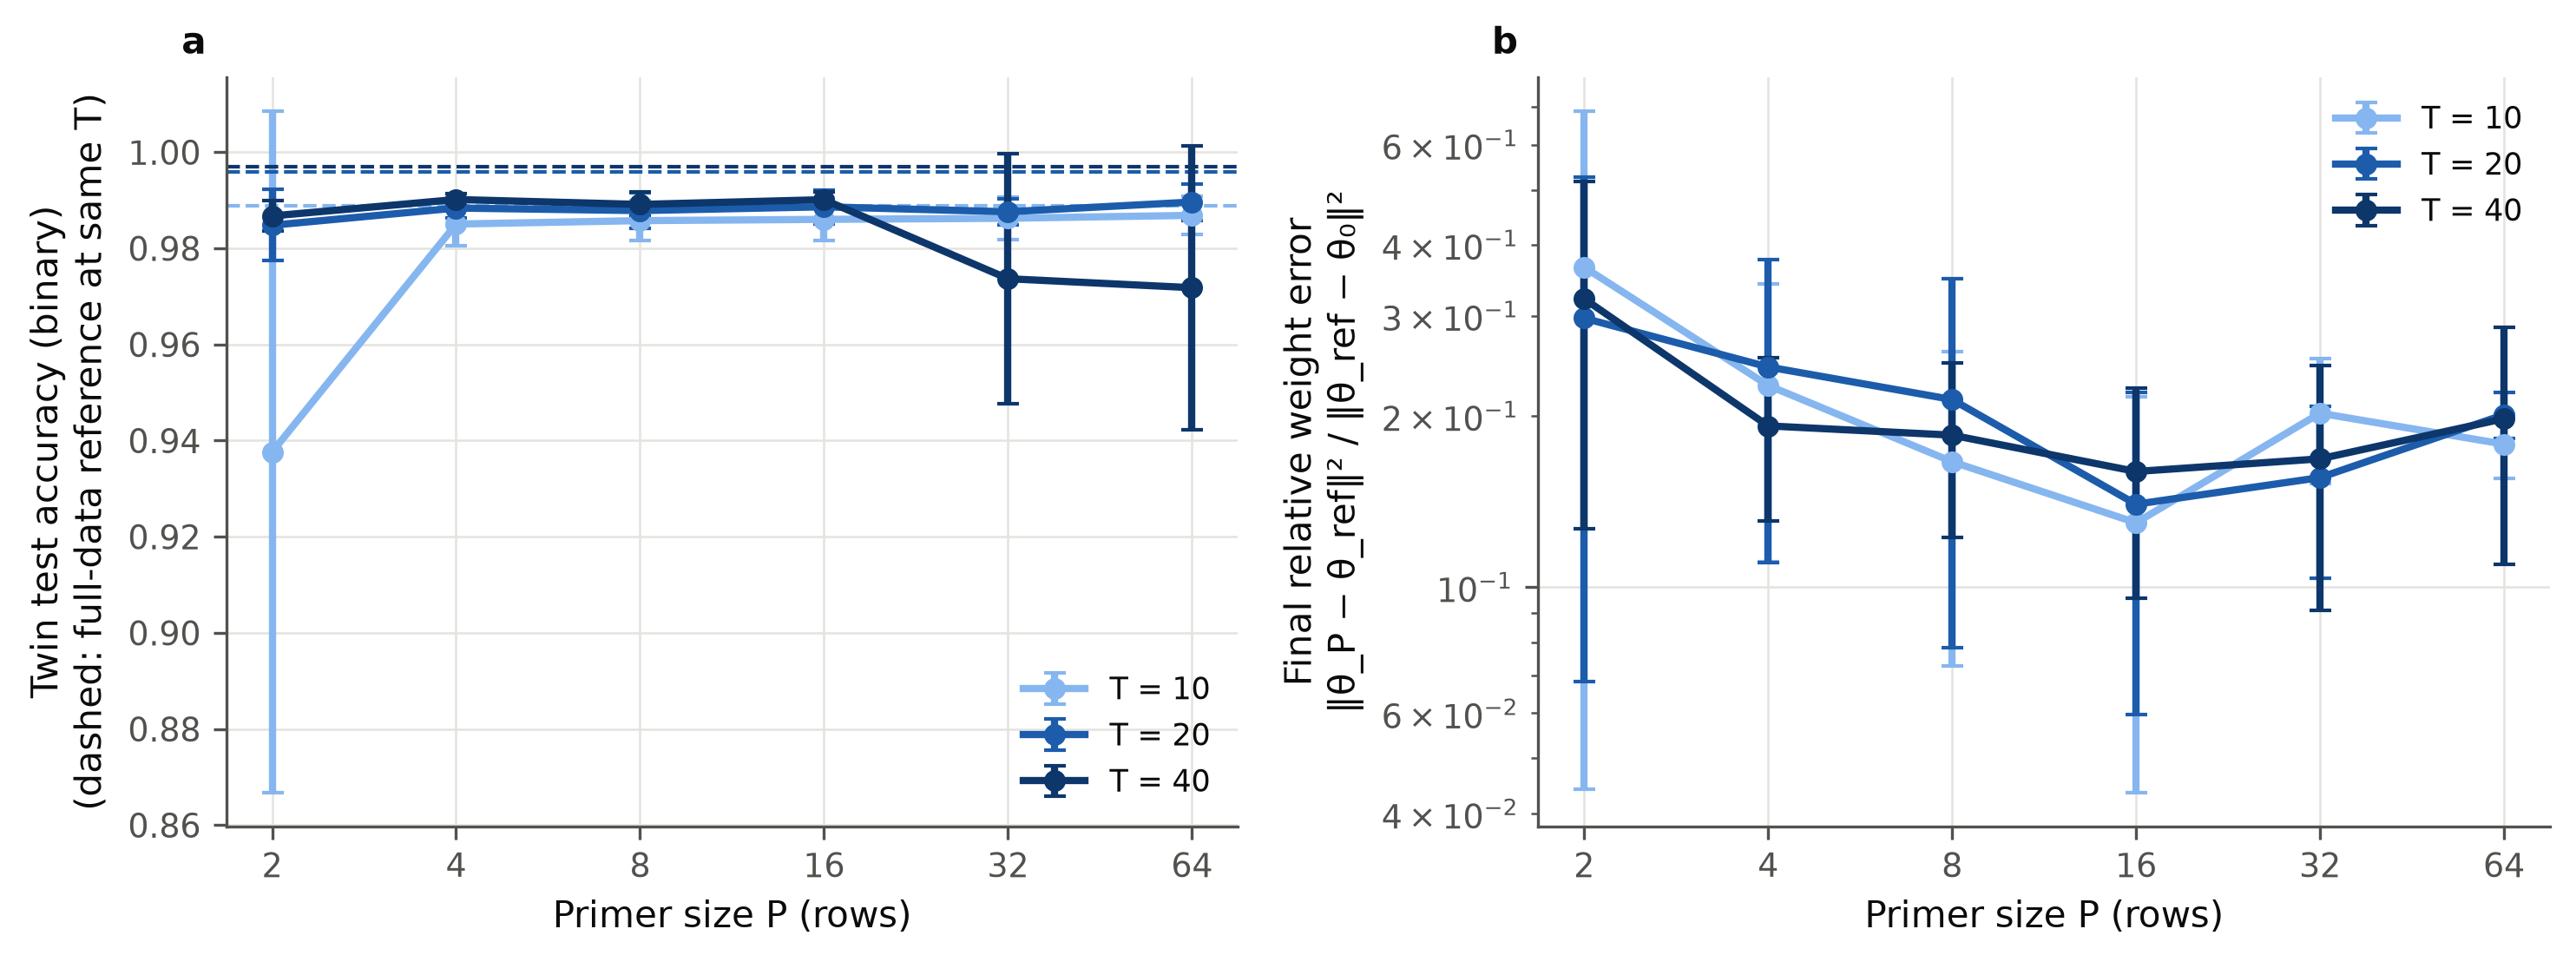 a
Twin test accuracy (binary)
(dashed: full-data reference at same T)
1.00
0.98
0.96
0.94
0.92
0.90
0.88
0.86
2 4 8 16 32 64
Primer size P (rows)
T = 10
T = 20
T = 40
b
Final relative weight error
‖θ_P − θ_ref‖² / ‖θ_ref − θ₀‖²
6 × 10⁻¹
4 × 10⁻¹
3 × 10⁻¹
2 × 10⁻¹
10⁻¹
6 × 10⁻²
4 × 10⁻²
2 4 8 16 32 64
Primer size P (rows)
T = 10
T = 20
T = 40